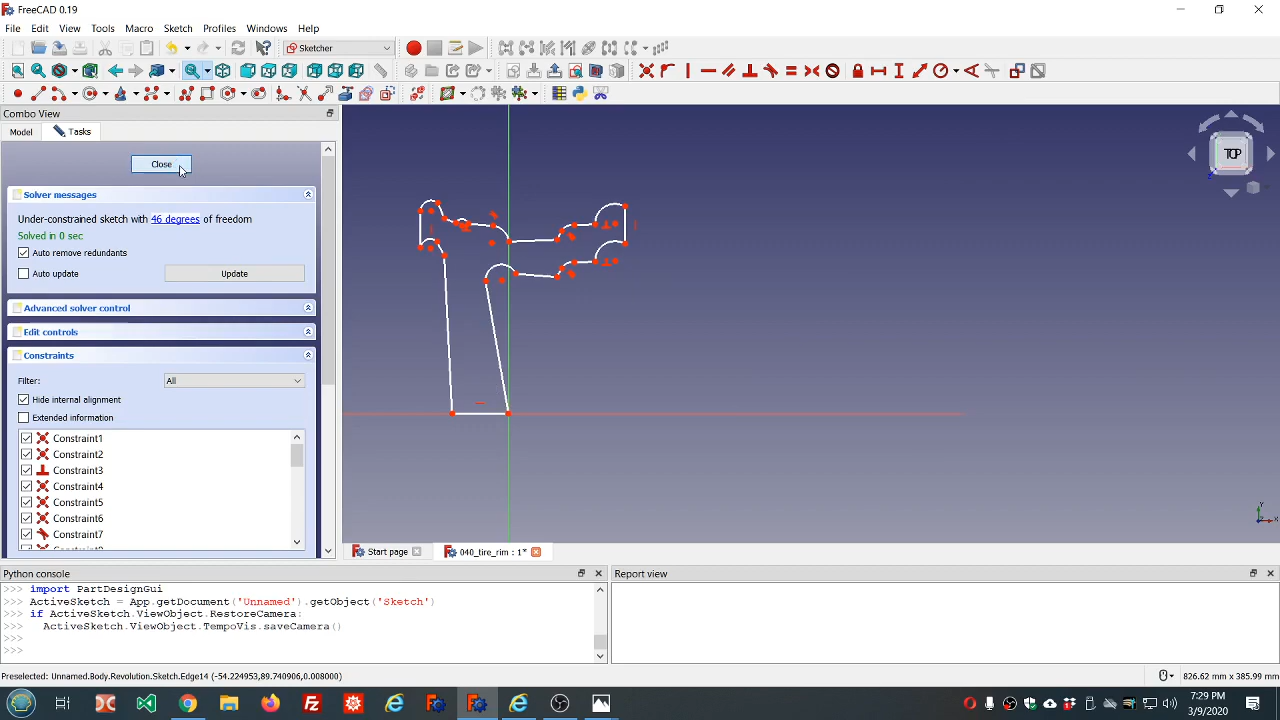 FreeCAD 0.19
File Edit View Tools Macro Sketch Profiles Windows Help
Sketcher
Combo View
Model Tasks
Close
Solver messages
Under-constrained sketch with 46 degrees of freedom
Solved in 0 sec
Auto remove redundants
Auto update Update
Advanced solver control
Edit controls
Constraints
Filter: All
Hide internal alignment
Extended information
Constraint1
Constraint2
Constraint3
Constraint4
Constraint5
Constraint6
Constraint7
TOP
Start page 040_tire_rim : 1*
Python console
>>> import PartDesignGui
>>> ActiveSketch = App.getDocument('Unnamed').getObject('Sketch')
>>> if ActiveSketch.ViewObject.RestoreCamera:
>>> ActiveSketch.ViewObject.TempoVis.saveCamera()
>>>
>>>
Report view
Preselected: Unnamed.Body.Revolution.Sketch.Edge14 (-54.224953,89.740906,0.008000)
826.62 mm x 385.99 mm
7:29 PM
3/9/2020